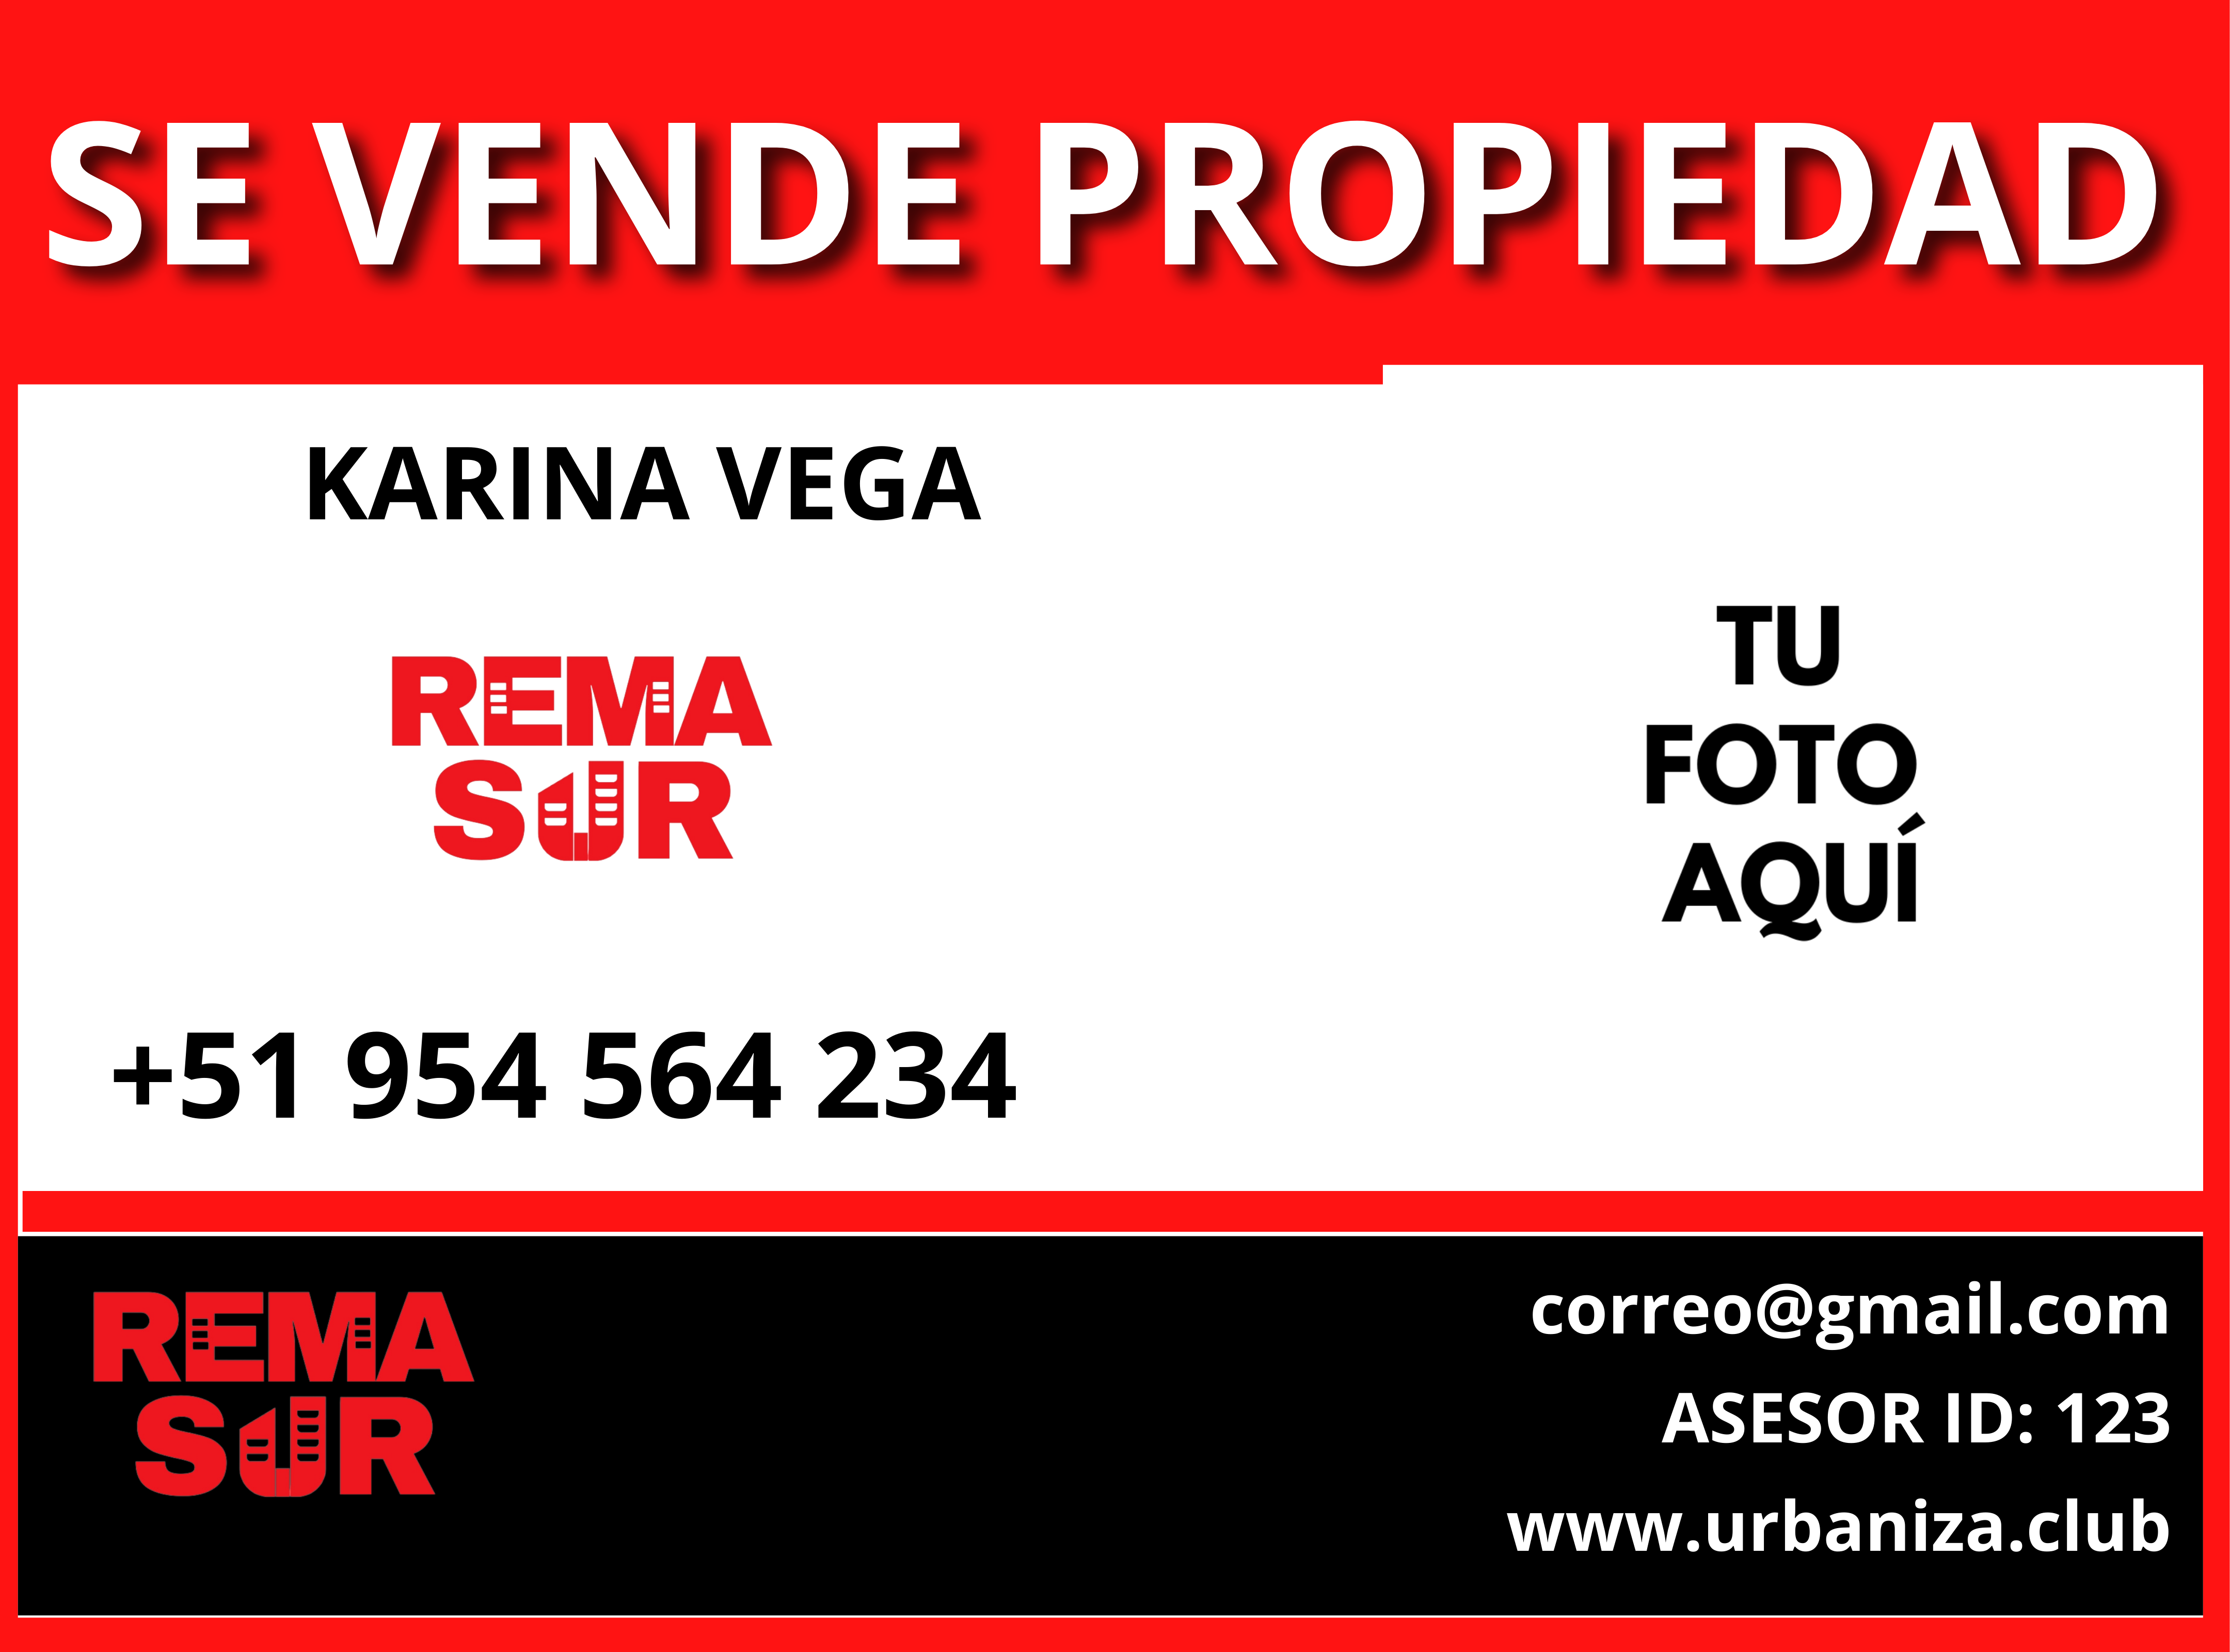 SE VENDE PROPIEDAD
KARINA VEGA
REMA
SUR
+51 954 564 234
TU
FOTO
AQUÍ
REMA
SUR
correo@gmail.com
ASESOR ID: 123
www.urbaniza.club